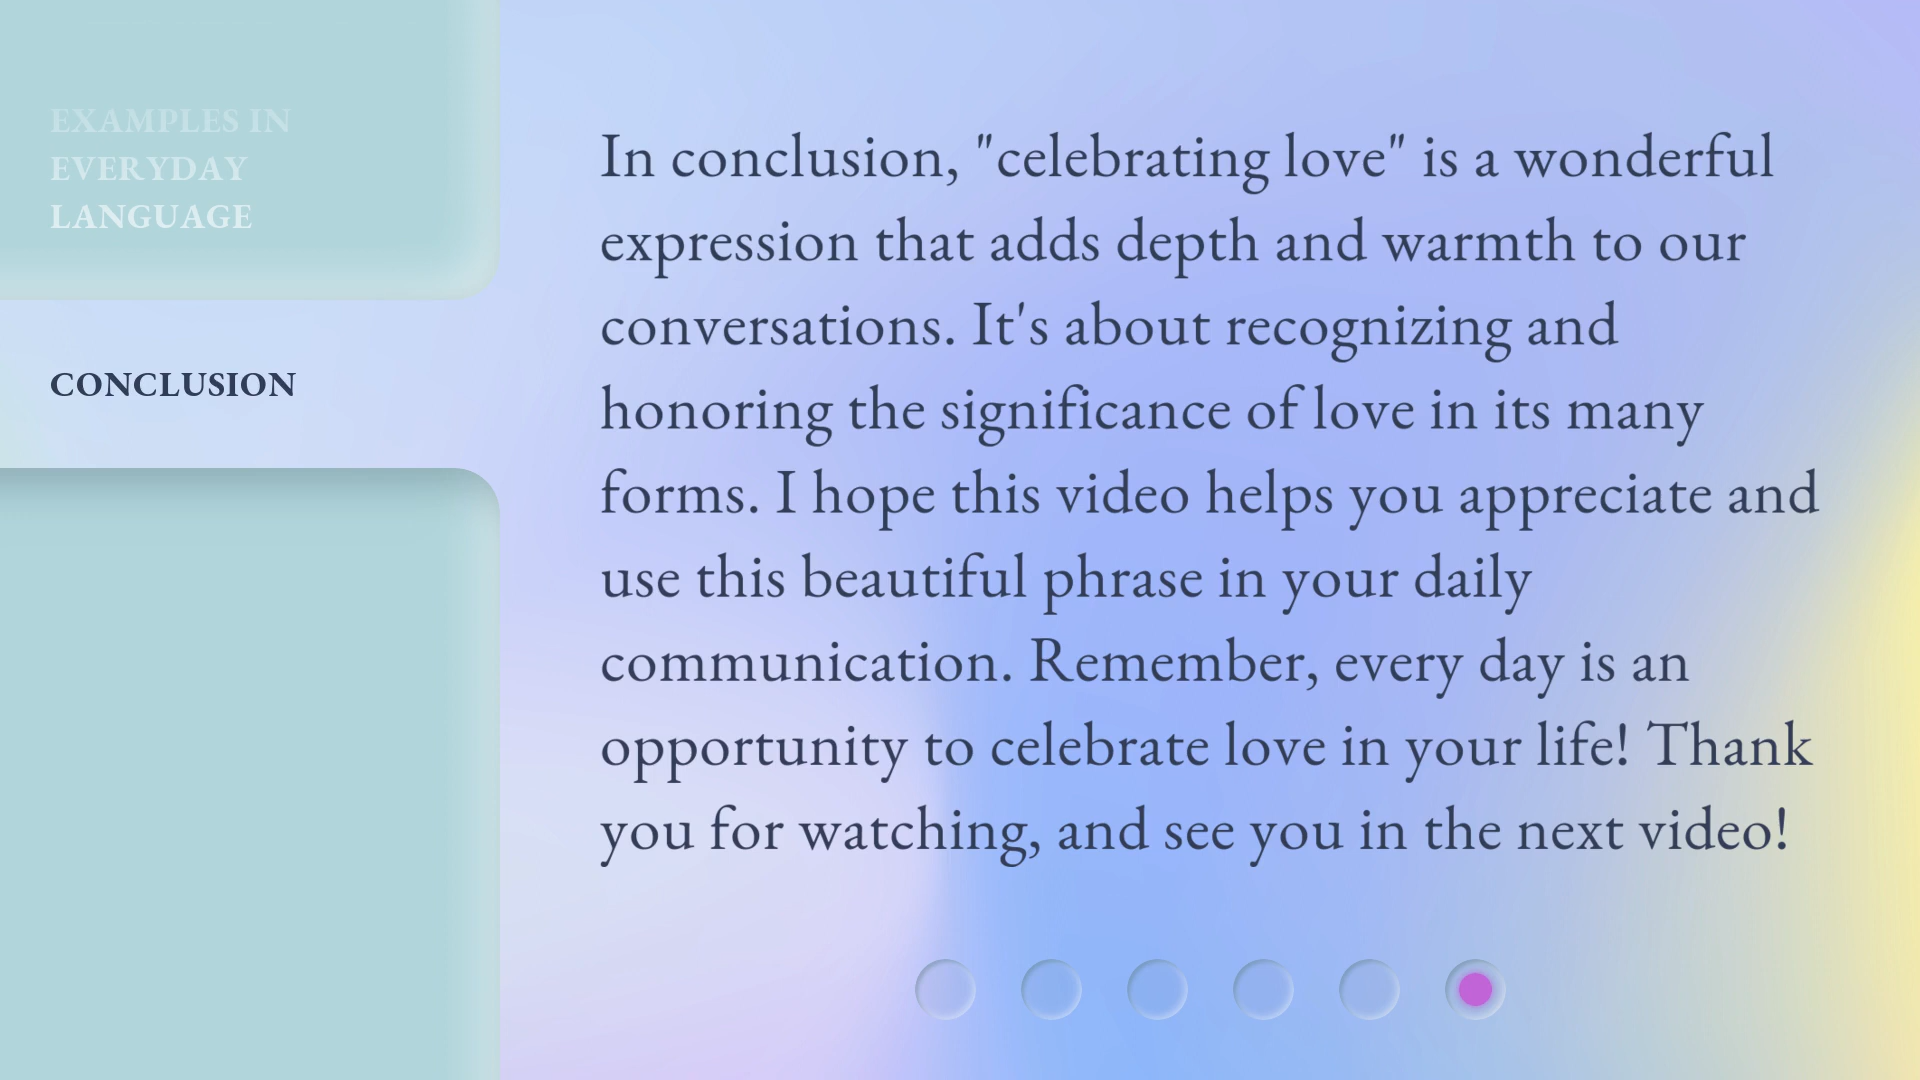 EXAMPLES IN
EVERYDAY
LANGUAGE
CONCLUSION
In conclusion, "celebrating love" is a wonderful
expression that adds depth and warmth to our
conversations. It's about recognizing and
honoring the significance of love in its many
forms. I hope this video helps you appreciate and
use this beautiful phrase in your daily
communication. Remember, every day is an
opportunity to celebrate love in your life! Thank
you for watching, and see you in the next video!